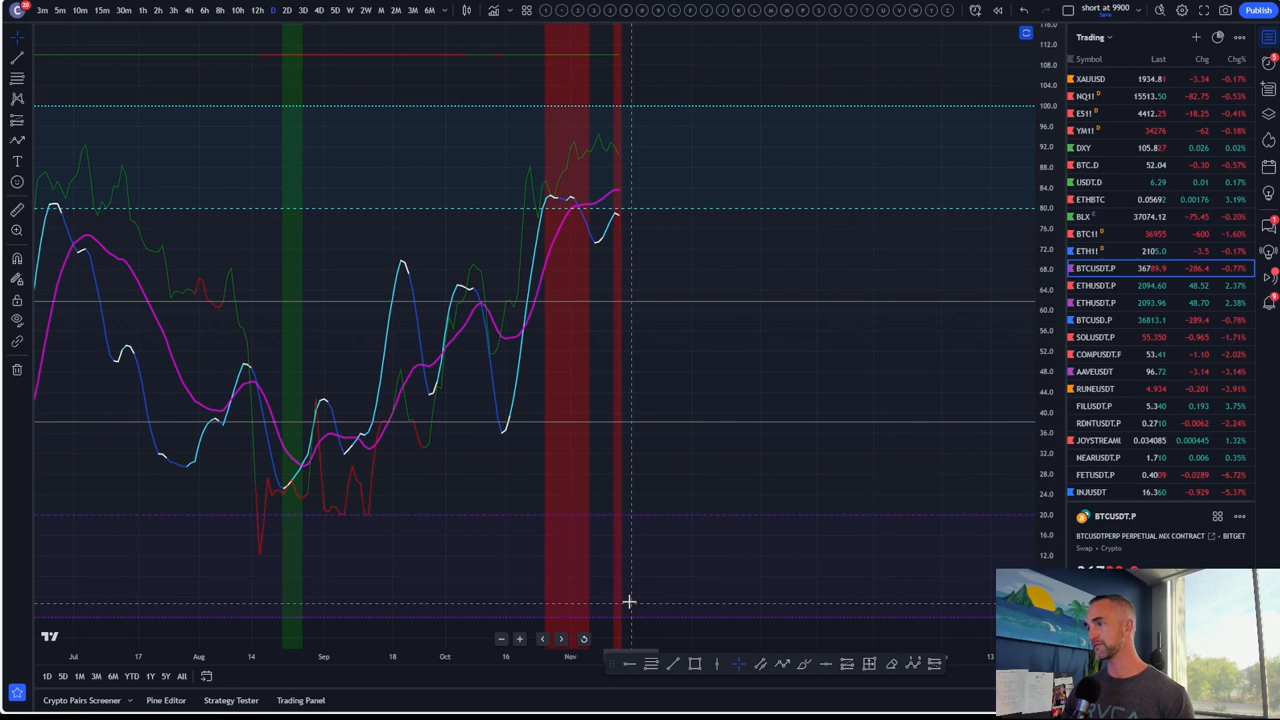 C 20 3m 5m 10m 15m 30m 1h 2h 3h 4h 6h 8h 9h 10h 12h D 2D 3D 4D 5D W 2W M 2M 3M 6M short at 9900 Save Publish
Trading
Symbol Last Chg Chg%
XAUUSD 1934.81 −3.34 −0.17%
NQ1! D 15513.50 −82.75 −0.53%
ES1! D 4412.25 −18.25 −0.41%
YM1! D 34276 −62 −0.18%
DXY 105.827 0.026 0.02%
BTC.D 52.04 −0.30 −0.57%
USDT.D 6.29 0.01 0.17%
ETHBTC 0.05692 0.00176 3.19%
BLX E 37074.12 −75.45 −0.20%
BTC1! D 36955 −600 −1.60%
ETH1! D 2105.0 −3.5 −0.17%
BTCUSDT.P 36789.9 −286.4 −0.77%
ETHUSDT.P 2094.60 48.52 2.37%
ETHUSDT.P 2093.96 48.70 2.38%
BTCUSD.P 36813.1 −289.4 −0.78%
SOLUSDT.P 55.350 −0.965 −1.71%
COMPUSDT.P 53.41 −1.10 −2.02%
AAVEUSDT 96.72 −3.14 −3.14%
RUNEUSDT 4.934 −0.201 −3.91%
FILUSDT.P 5.340 0.193 3.75%
RDNTUSDT.P 0.2710 −0.0062 −2.24%
JOYSTREAMU 0.034085 0.000445 1.32%
NEARUSDT.P 1.710 0.006 0.35%
FETUSDT.P 0.4009 −0.0289 −6.72%
INJUSDT 16.360 −0.929 −5.37%
BTCUSDT.P
BTCUSDTPERP PERPETUAL MIX CONTRACT • BITGET
Swap • Crypto
116.0
112.0
108.0
104.0
100.0
96.0
92.0
88.0
84.0
80.0
76.0
72.0
68.0
64.0
60.0
56.0
52.0
48.0
44.0
40.0
36.0
32.0
28.0
24.0
20.0
16.0
12.0
Jul 17 Aug 14 Sep 18 Oct 16 Nov 13
1D 5D 1M 3M 6M YTD 1Y 5Y All
Crypto Pairs Screener Pine Editor Strategy Tester Trading Panel